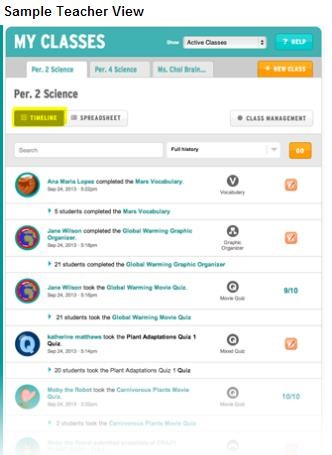 Sample Teacher View
MY CLASSES
Show Active Classes
? HELP
Per. 2 Science
Per. 4 Science
Ms. Choi Brain...
+ NEW CLASS
Per. 2 Science
TIMELINE
SPREADSHEET
CLASS MANAGEMENT
Search
Full history
GO
Ana Maria Lopez completed the Mars Vocabulary.
Sep 24, 2013 - 5:22pm
V
Vocabulary
5 students completed the Mars Vocabulary
Jane Wilson completed the Global Warming Graphic
Organizer.
Sep 24, 2013 - 5:18pm
Graphic
Organizer
21 students completed the Global Warming Graphic Organizer
Jane Wilson took the Global Warming Movie Quiz.
Sep 24, 2013 - 5:16pm
Q
Movie Quiz
9/10
21 students took the Global Warming Movie Quiz
katherine matthews took the Plant Adaptations Quiz 1
Quiz.
Sep 24, 2013 - 5:14pm
Q
Mixed Quiz
20 students took the Plant Adaptations Quiz 1 Quiz
Moby the Robot took the Carnivorous Plants Movie
Quiz.
Q
Movie Quiz
10/10
2 students took the Carnivorous Plants Movie Quiz